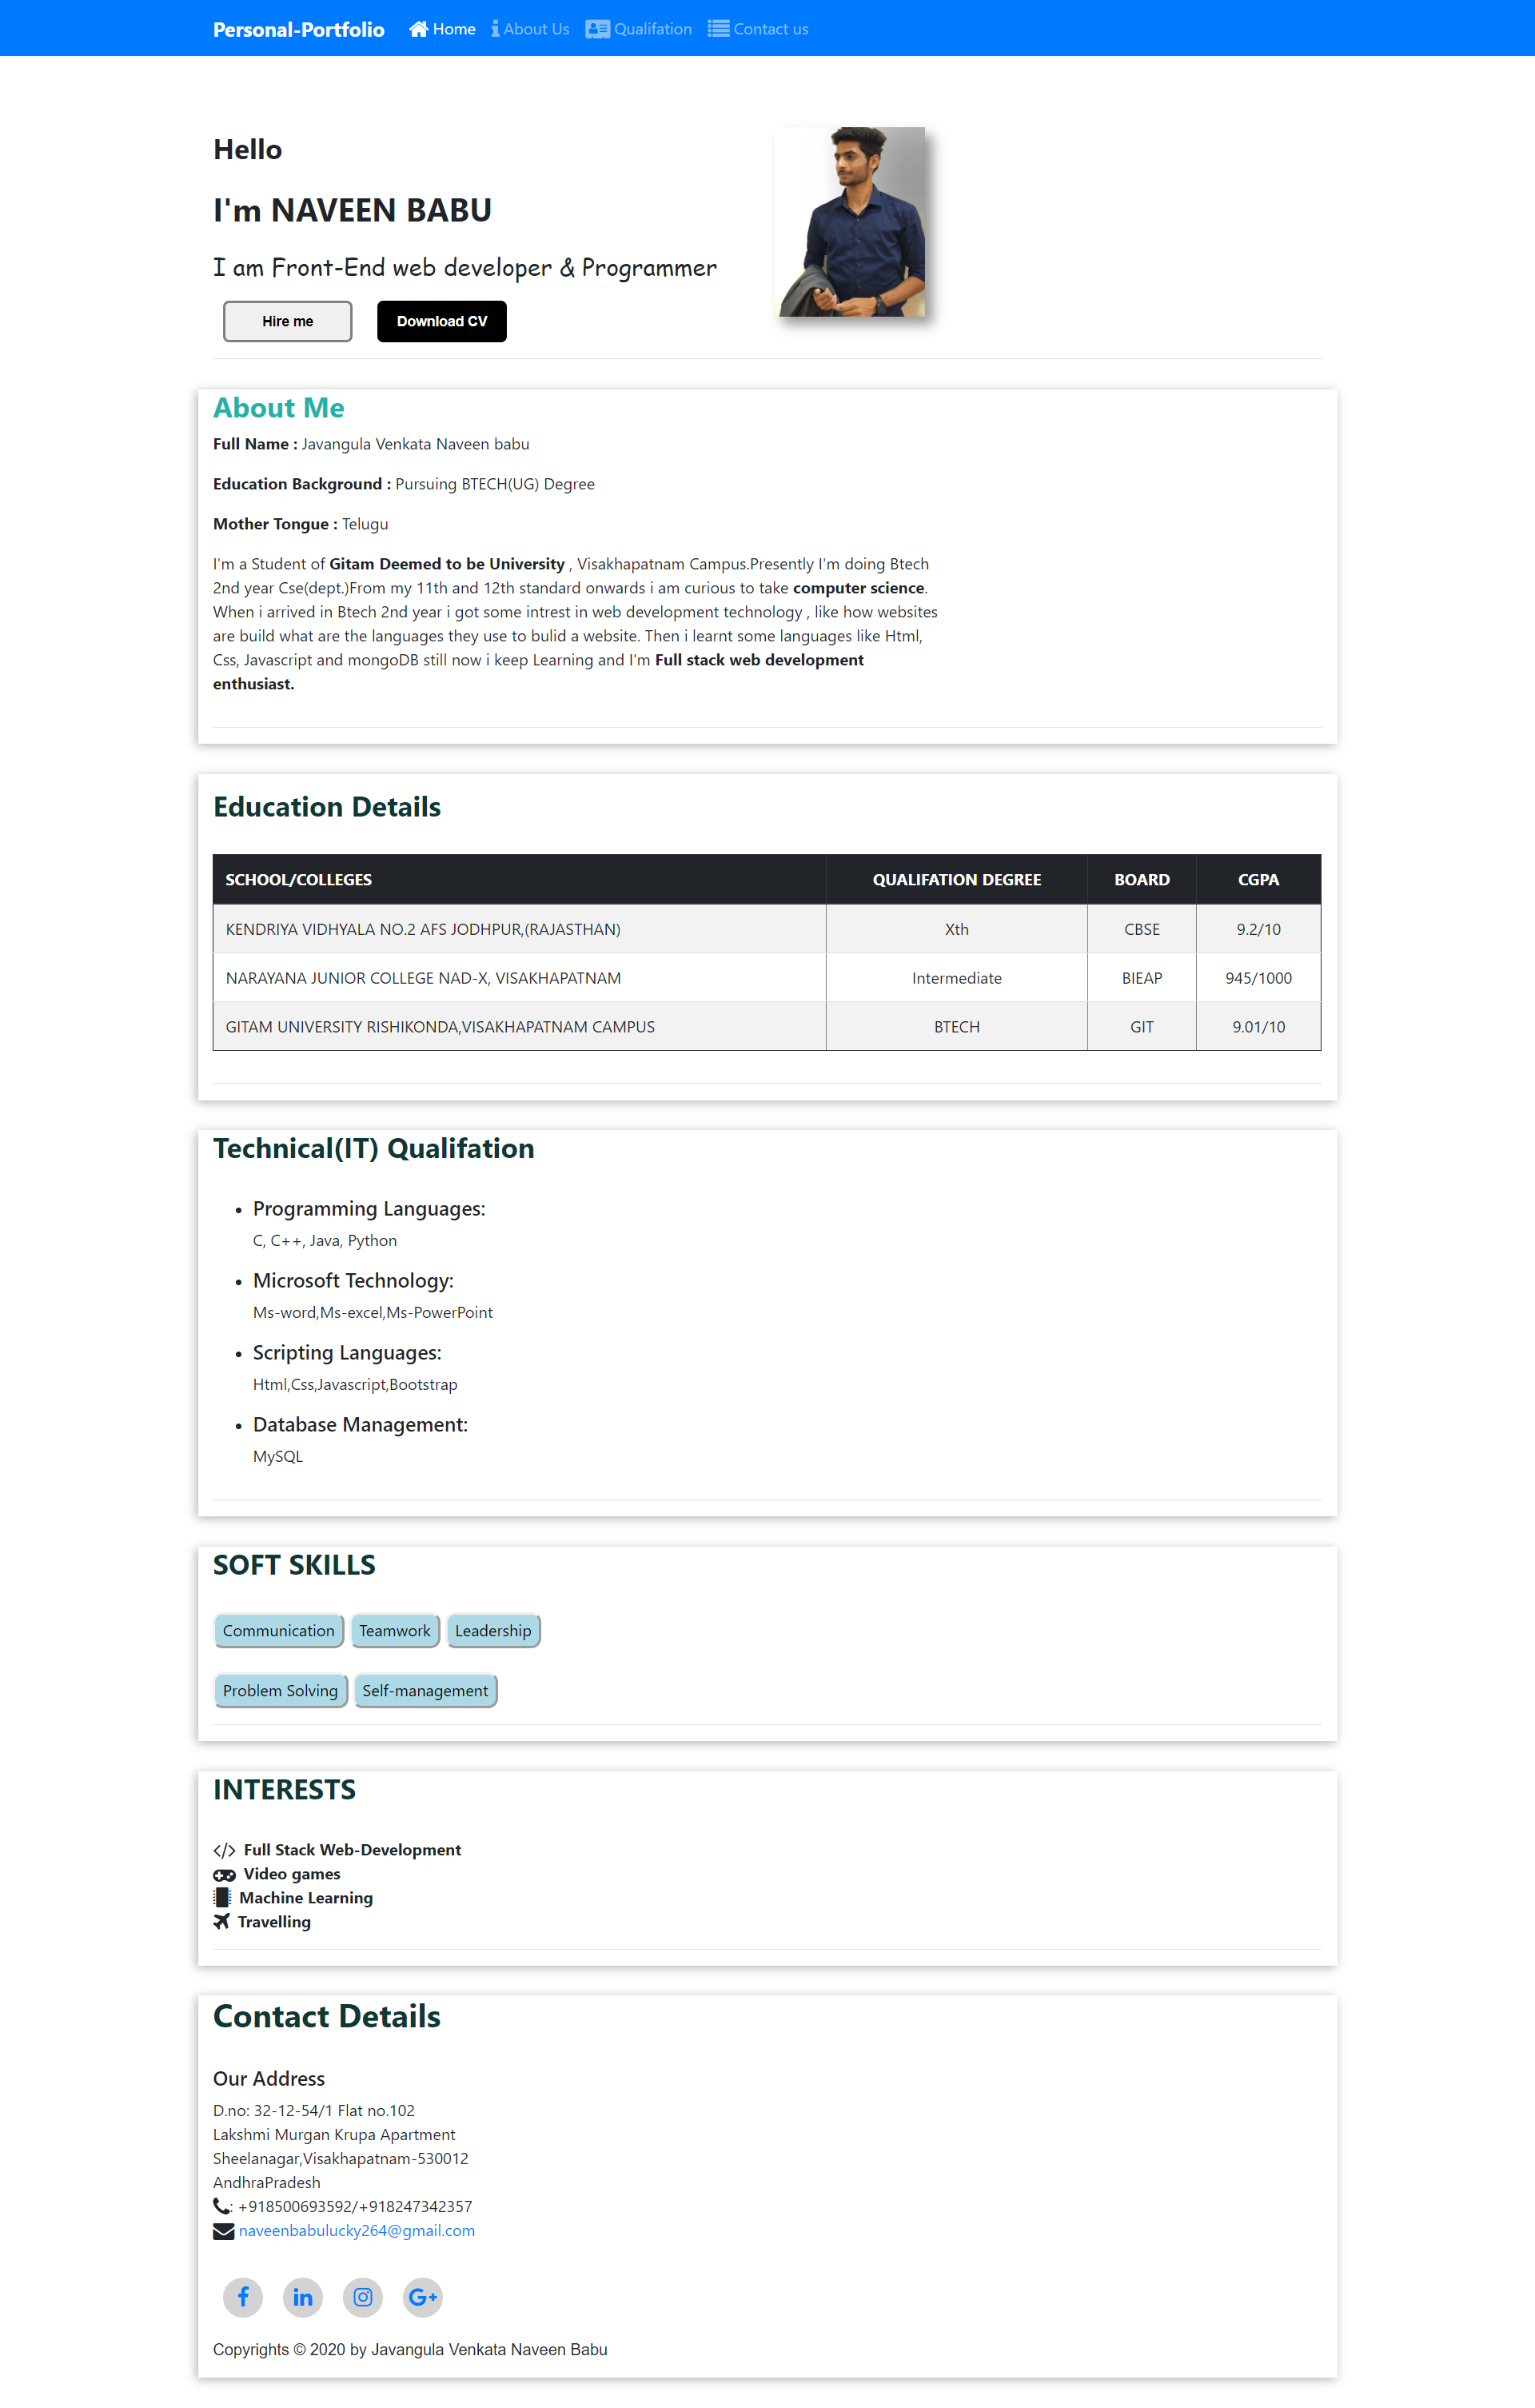 Personal-Portfolio Home About Us Qualifation Contact us
Hello
I'm NAVEEN BABU
I am Front-End web developer & Programmer
Hire me Download CV
About Me
Full Name : Javangula Venkata Naveen babu
Education Background : Pursuing BTECH(UG) Degree
Mother Tongue : Telugu
I'm a Student of Gitam Deemed to be University , Visakhapatnam Campus.Presently I'm doing Btech
2nd year Cse(dept.)From my 11th and 12th standard onwards i am curious to take computer science.
When i arrived in Btech 2nd year i got some intrest in web development technology , like how websites
are build what are the languages they use to bulid a website. Then i learnt some languages like Html,
Css, Javascript and mongoDB still now i keep Learning and I'm Full stack web development
enthusiast.
Education Details
SCHOOL/COLLEGES QUALIFATION DEGREE BOARD CGPA
KENDRIYA VIDHYALA NO.2 AFS JODHPUR,(RAJASTHAN) Xth CBSE 9.2/10
NARAYANA JUNIOR COLLEGE NAD-X, VISAKHAPATNAM Intermediate BIEAP 945/1000
GITAM UNIVERSITY RISHIKONDA,VISAKHAPATNAM CAMPUS BTECH GIT 9.01/10
Technical(IT) Qualifation
Programming Languages:
C, C++, Java, Python
Microsoft Technology:
Ms-word,Ms-excel,Ms-PowerPoint
Scripting Languages:
Html,Css,Javascript,Bootstrap
Database Management:
MySQL
SOFT SKILLS
Communication Teamwork Leadership
Problem Solving Self-management
INTERESTS
Full Stack Web-Development
Video games
Machine Learning
Travelling
Contact Details
Our Address
D.no: 32-12-54/1 Flat no.102
Lakshmi Murgan Krupa Apartment
Sheelanagar,Visakhapatnam-530012
AndhraPradesh
: +918500693592/+918247342357
naveenbabulucky264@gmail.com
Copyrights © 2020 by Javangula Venkata Naveen Babu